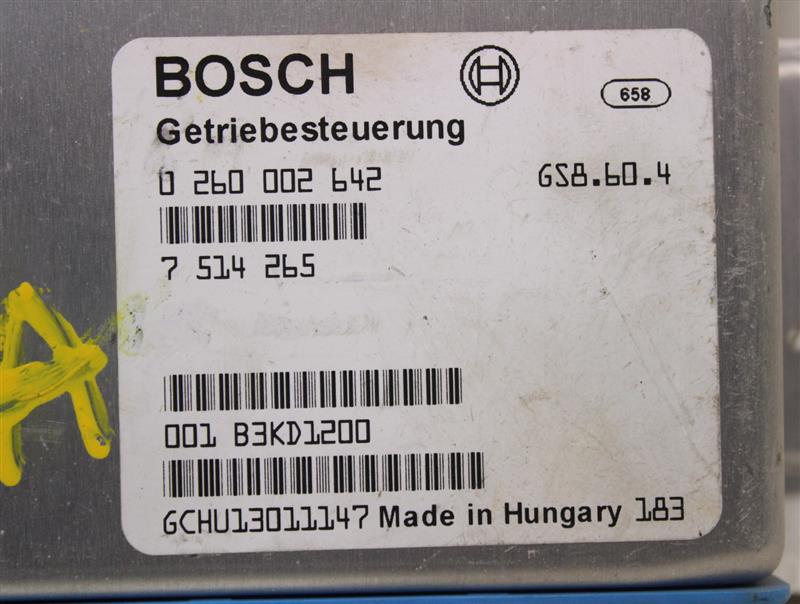 BOSCH
658
Getriebesteuerung
0 260 002 642
GS8.60.4
7 514 265
001 B3KD1200
GCHU13011147 Made in Hungary 183
A